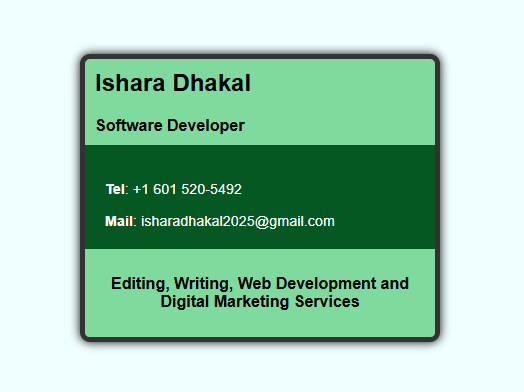 Ishara Dhakal
Software Developer
Tel: +1 601 520-5492
Mail: isharadhakal2025@gmail.com
Editing, Writing, Web Development and
Digital Marketing Services